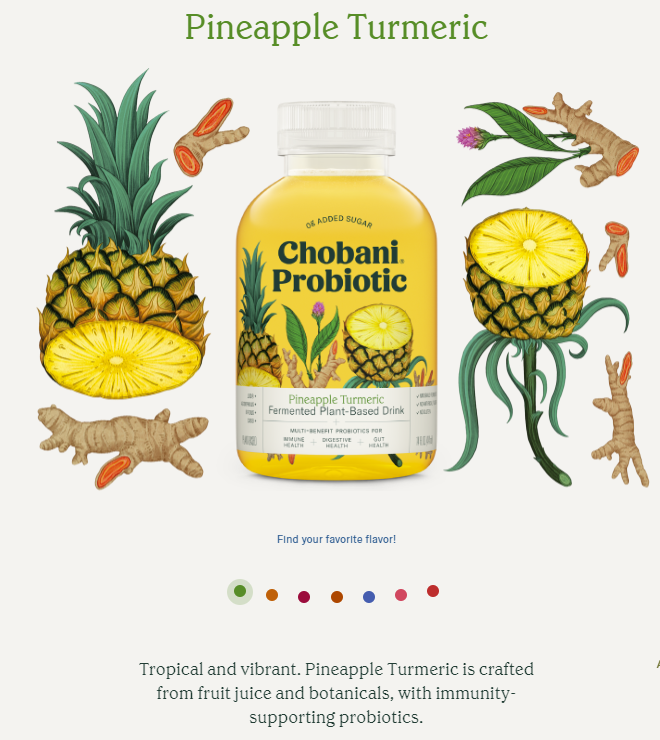 Pineapple Turmeric
0G ADDED SUGAR
Chobani®
Probiotic
Pineapple Turmeric
Fermented Plant-Based Drink
MULTI-BENEFIT PROBIOTICS FOR
IMMUNE HEALTH + DIGESTIVE HEALTH + GUT HEALTH
Find your favorite flavor!
Tropical and vibrant. Pineapple Turmeric is crafted
from fruit juice and botanicals, with immunity-
supporting probiotics.